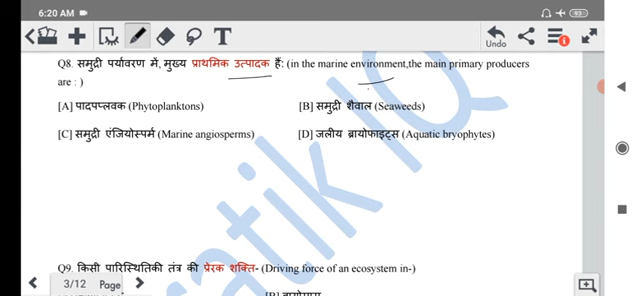 6:20 AM
93
Undo
Q8. समुद्री पर्यावरण में, मुख्य प्राथमिक उत्पादक हैं: (in the marine environment,the main primary producers
are : )
[A] पादपप्लवक (Phytoplanktons) [B] समुद्री शैवाल (Seaweeds)
[C] समुद्री एंजियोस्पर्म (Marine angiosperms) [D] जलीय ब्रायोफाइट्स (Aquatic bryophytes)
Q9. किसी पारिस्थितिकी तंत्र की प्रेरक शक्ति- (Driving force of an ecosystem in-)
3/12 Page